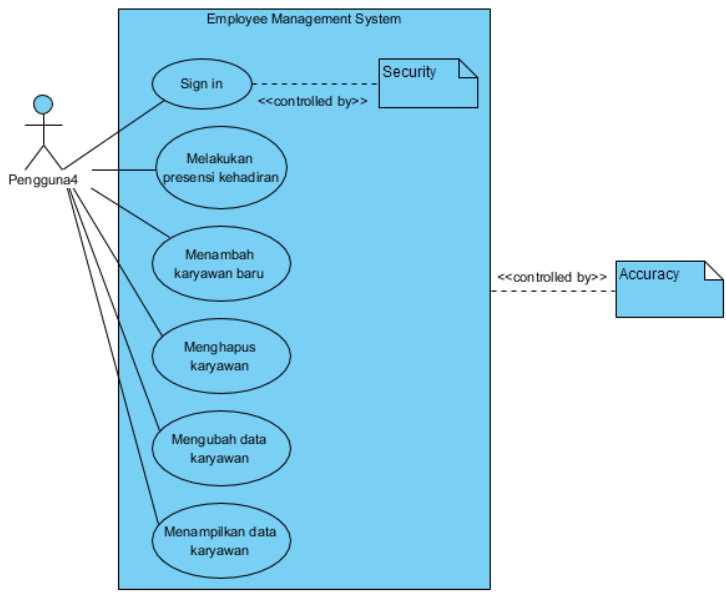 Employee Management System
Sign in
Security
<<controlled by>>
Melakukan
presensi kehadiran
Pengguna4
Menambah
karyawan baru
<<controlled by>>
Accuracy
Menghapus
karyawan
Mengubah data
karyawan
Menampilkan data
karyawan